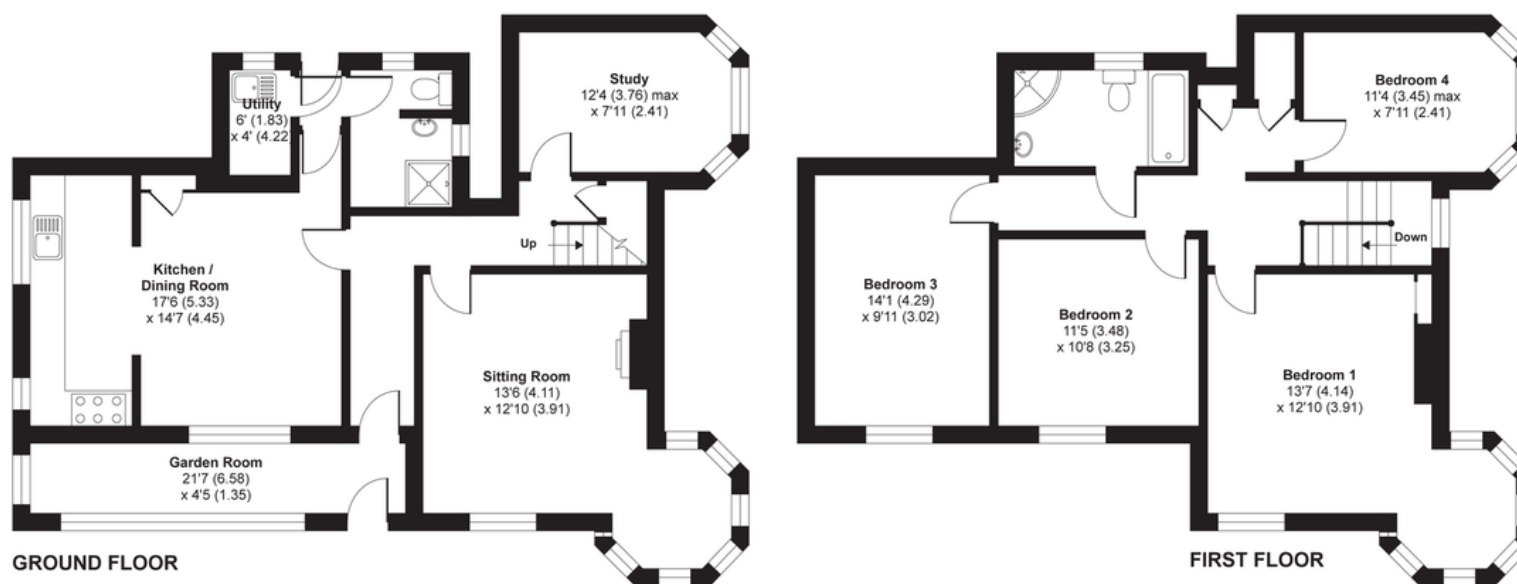 Utility
6' (1.83)
x 4' (4.22
Study
12'4 (3.76) max
x 7'11 (2.41)
Up
Kitchen /
Dining Room
17'6 (5.33)
x 14'7 (4.45)
Sitting Room
13'6 (4.11)
x 12'10 (3.91)
Garden Room
21'7 (6.58)
x 4'5 (1.35)
GROUND FLOOR
Bedroom 4
11'4 (3.45) max
x 7'11 (2.41)
Down
Bedroom 3
14'1 (4.29)
x 9'11 (3.02)
Bedroom 2
11'5 (3.48)
x 10'8 (3.25)
Bedroom 1
13'7 (4.14)
x 12'10 (3.91)
FIRST FLOOR